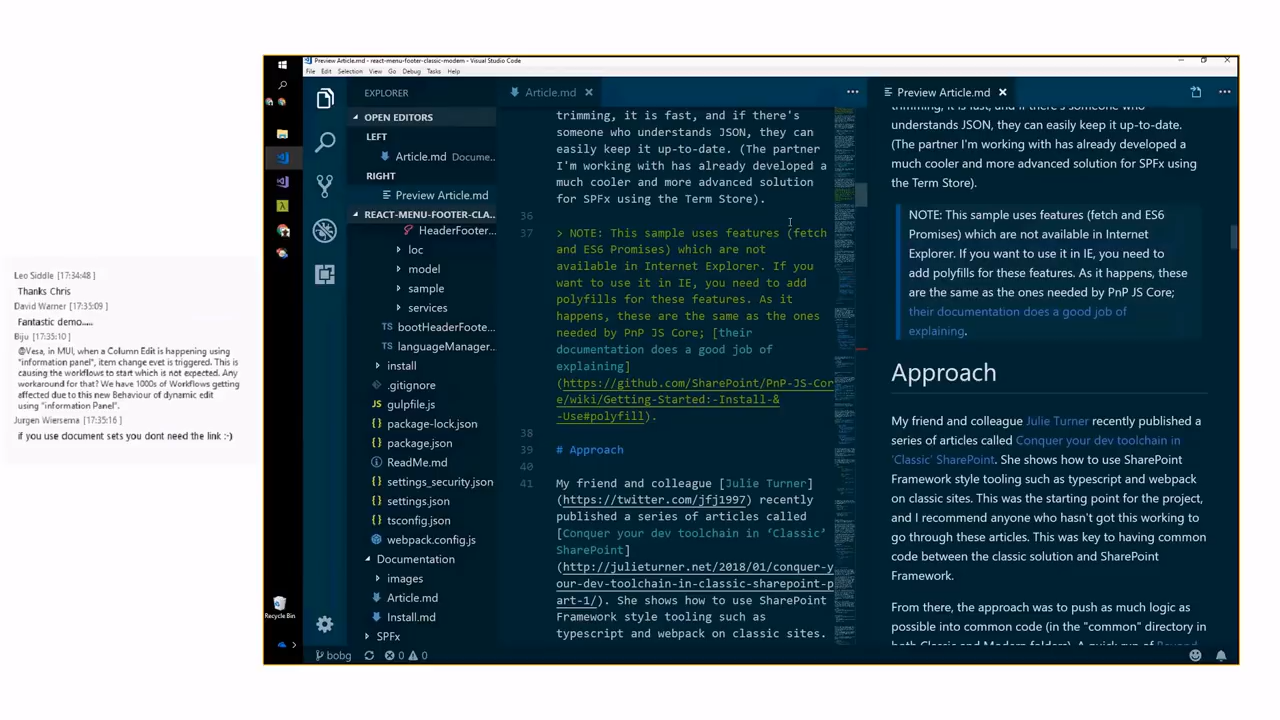 Leo Siddle [17:34:48]
Thanks Chris
David Warner [17:35:09]
Fantastic demo.....
Biju [17:35:10]
@Vesa, in MUI, when a Column Edit is happening using
"information panel", item change evet is triggered. This is
causing the workflows to start which is not expected. Any
workaround for that? We have 1000s of Workflows getting
affected due to this new Behaviour of dynamic edit
using "information Panel".
Jurgen Wiersema [17:35:16]
if you use document sets you dont need the link :-)
Preview Article.md - react-menu-footer-classic-modern - Visual Studio Code
File Edit Selection View Go Debug Tasks Help
EXPLORER
OPEN EDITORS
LEFT
Article.md Docume...
RIGHT
Preview Article.md
REACT-MENU-FOOTER-CLA...
HeaderFooter...
loc
model
sample
services
bootHeaderFoote...
languageManager...
install
.gitignore
gulpfile.js
package-lock.json
package.json
ReadMe.md
settings_security.json
settings.json
tsconfig.json
webpack.config.js
Documentation
images
Article.md
Install.md
SPFx
Recycle Bin
bobg
0 0
Article.md
trimming, it is fast, and if there's
someone who understands JSON, they can
easily keep it up-to-date. (The partner
I'm working with has already developed a
much cooler and more advanced solution
for SPFx using the Term Store).
36
37 > NOTE: This sample uses features (fetch
and ES6 Promises) which are not
available in Internet Explorer. If you
want to use it in IE, you need to add
polyfills for these features. As it
happens, these are the same as the ones
needed by PnP JS Core; [their
documentation does a good job of
explaining]
(https://github.com/SharePoint/PnP-JS-Cor
e/wiki/Getting-Started:-Install-&
-Use#polyfill).
38
39 # Approach
40
41 My friend and colleague [Julie Turner]
(https://twitter.com/jfj1997) recently
published a series of articles called
[Conquer your dev toolchain in ‘Classic’
SharePoint]
(http://julieturner.net/2018/01/conquer-y
our-dev-toolchain-in-classic-sharepoint-p
art-1/). She shows how to use SharePoint
Framework style tooling such as
typescript and webpack on classic sites.
Preview Article.md
trimming, it is fast, and if there's someone who
understands JSON, they can easily keep it up-to-date.
(The partner I'm working with has already developed a
much cooler and more advanced solution for SPFx using
the Term Store).
NOTE: This sample uses features (fetch and ES6
Promises) which are not available in Internet
Explorer. If you want to use it in IE, you need to
add polyfills for these features. As it happens, these
are the same as the ones needed by PnP JS Core;
their documentation does a good job of
explaining.
Approach
My friend and colleague Julie Turner recently published a
series of articles called Conquer your dev toolchain in
‘Classic’ SharePoint. She shows how to use SharePoint
Framework style tooling such as typescript and webpack
on classic sites. This was the starting point for the project,
and I recommend anyone who hasn't got this working to
go through these articles. This was key to having common
code between the classic solution and SharePoint
Framework.
From there, the approach was to push as much logic as
possible into common code (in the "common" directory in
both Classic and Modern folders). A quick run of Beyond